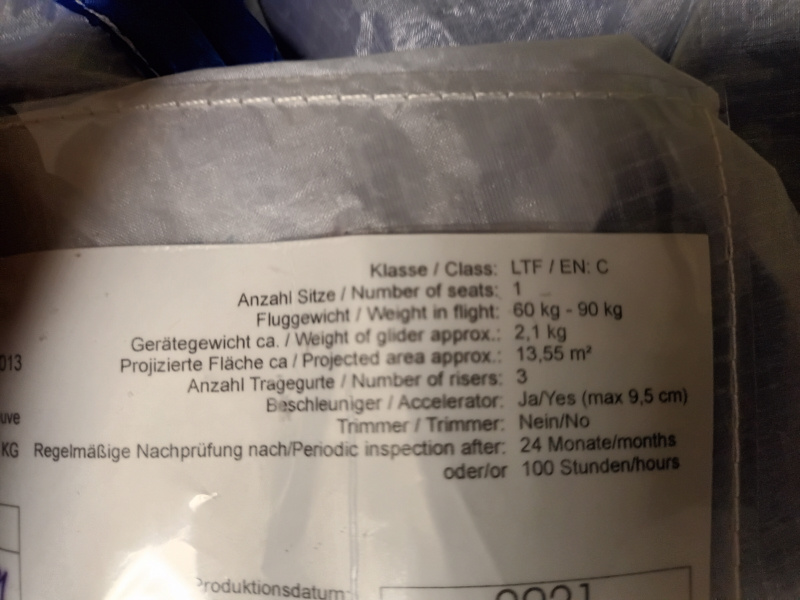 Klasse / Class: LTF / EN: C
Anzahl Sitze / Number of seats: 1
Fluggewicht / Weight in flight: 60 kg - 90 kg
Gerätegewicht ca. / Weight of glider approx.: 2,1 kg
013 Projizierte Fläche ca / Projected area approx.: 13,55 m²
Anzahl Tragegurte / Number of risers: 3
Beschleuniger / Accelerator: Ja/Yes (max 9,5 cm)
uve Trimmer / Trimmer: Nein/No
KG Regelmäßige Nachprüfung nach/Periodic inspection after: 24 Monate/months
oder/or 100 Stunden/hours
Produktionsdatum: